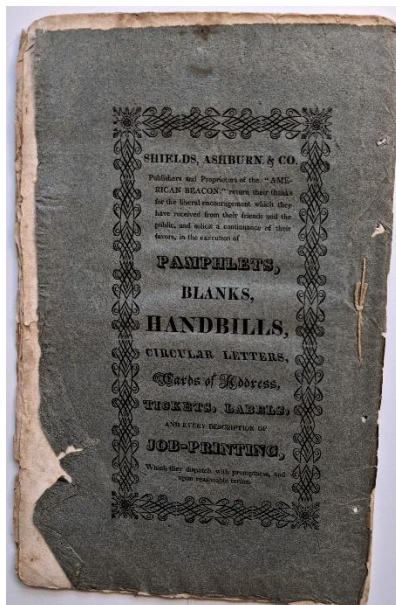 SHIELDS, ASHBURN & CO.
Publishers and Proprietors of the "AME-
RICAN BEACON," return their thanks
for the liberal encouragement which they
have received from their friends and the
public, and solicit a continuance of their
favors, in the execution of
PAMPHLETS,
BLANKS,
HANDBILLS,
CIRCULAR LETTERS,
Cards of Address,
TICKETS, LABELS,
AND EVERY DESCRIPTION OF
JOB-PRINTING,
Which they dispatch with promptness, and
upon reasonable terms.